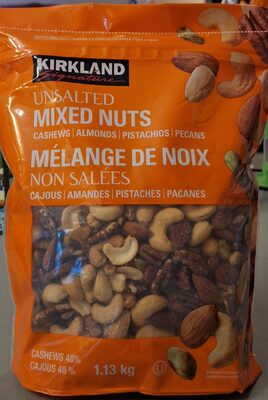 KIRKLAND
Signature
UNSALTED
MIXED NUTS
CASHEWS | ALMONDS | PISTACHIOS | PECANS
MÉLANGE DE NOIX
NON SALÉES
CAJOUS | AMANDES | PISTACHES | PACANES
CASHEWS 48%
CAJOUS 48 %
1.13 kg
U